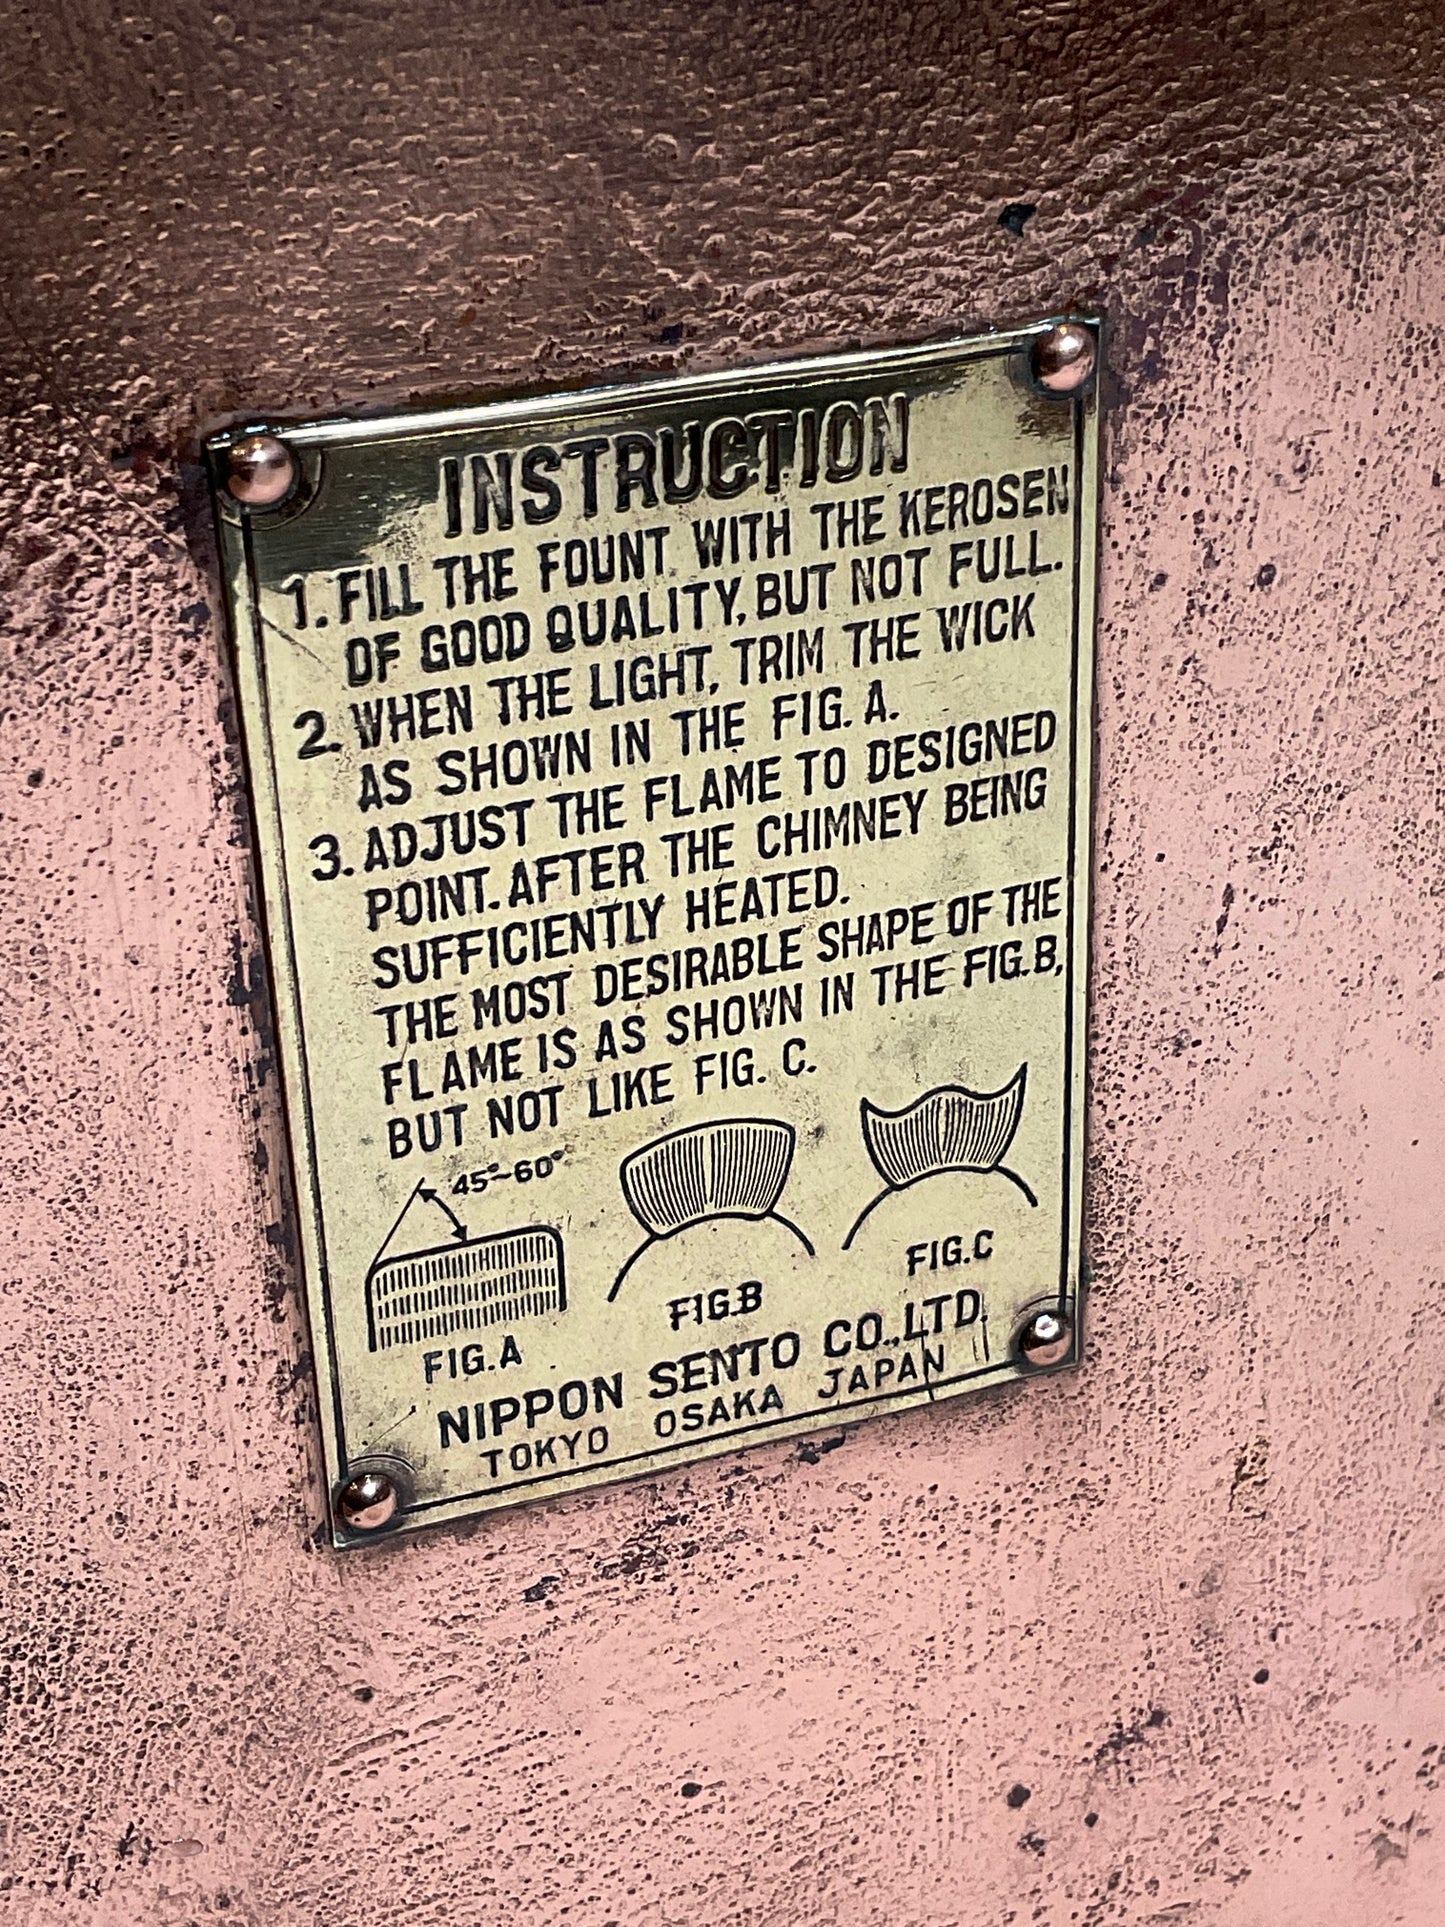 INSTRUCTION
1. FILL THE FOUNT WITH THE KEROSEN
OF GOOD QUALITY, BUT NOT FULL.
2. WHEN THE LIGHT, TRIM THE WICK
AS SHOWN IN THE FIG. A.
3. ADJUST THE FLAME TO DESIGNED
POINT. AFTER THE CHIMNEY BEING
SUFFICIENTLY HEATED.
THE MOST DESIRABLE SHAPE OF THE
FLAME IS AS SHOWN IN THE FIG.B,
BUT NOT LIKE FIG. C.
45°~60°
FIG. A
FIG.B
FIG.C
NIPPON SENTO CO.,LTD.
TOKYO OSAKA JAPAN